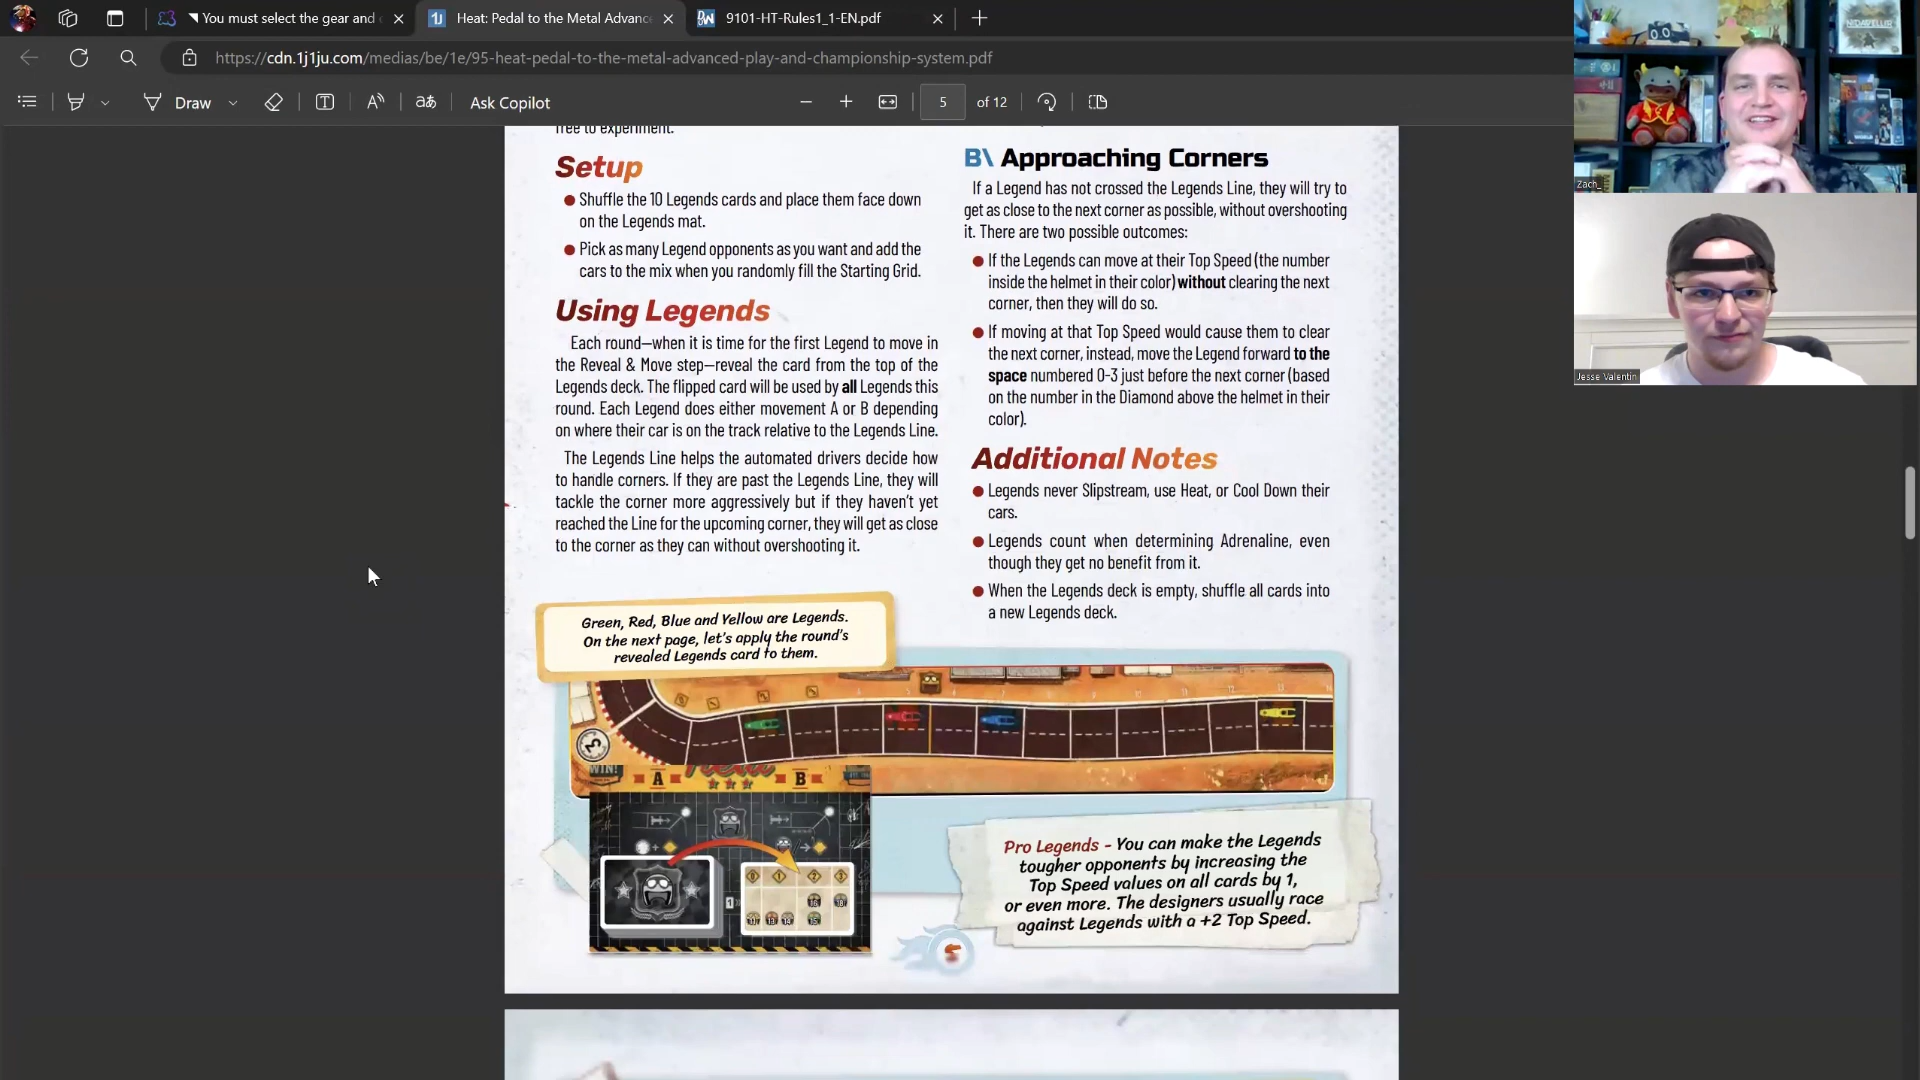 You must select the gear and
Heat: Pedal to the Metal Advanc
9101-HT-Rules1_1-EN.pdf
https://cdn.1j1ju.com/medias/be/1e/95-heat-pedal-to-the-metal-advanced-play-and-championship-system.pdf
Draw
Ask Copilot
5
of 12
free to experiment.
Setup
Shuffle the 10 Legends cards and place them face down
on the Legends mat.
Pick as many Legend opponents as you want and add the
cars to the mix when you randomly fill the Starting Grid.
Using Legends
Each round—when it is time for the first Legend to move in
the Reveal & Move step—reveal the card from the top of the
Legends deck. The flipped card will be used by all Legends this
round. Each Legend does either movement A or B depending
on where their car is on the track relative to the Legends Line.
The Legends Line helps the automated drivers decide how
to handle corners. If they are past the Legends Line, they will
tackle the corner more aggressively but if they haven't yet
reached the Line for the upcoming corner, they will get as close
to the corner as they can without overshooting it.
B\ Approaching Corners
If a Legend has not crossed the Legends Line, they will try to
get as close to the next corner as possible, without overshooting
it. There are two possible outcomes:
If the Legends can move at their Top Speed (the number
inside the helmet in their color) without clearing the next
corner, then they will do so.
If moving at that Top Speed would cause them to clear
the next corner, instead, move the Legend forward to the
space numbered 0-3 just before the next corner (based
on the number in the Diamond above the helmet in their
color).
Additional Notes
Legends never Slipstream, use Heat, or Cool Down their
cars.
Legends count when determining Adrenaline, even
though they get no benefit from it.
When the Legends deck is empty, shuffle all cards into
a new Legends deck.
Green, Red, Blue and Yellow are Legends.
On the next page, let's apply the round's
revealed Legends card to them.
WIN!
A
B
0 1 2 3
Pro Legends - You can make the Legends
tougher opponents by increasing the
Top Speed values on all cards by 1,
or even more. The designers usually race
against Legends with a +2 Top Speed.
Zach_
Jesse Valentin